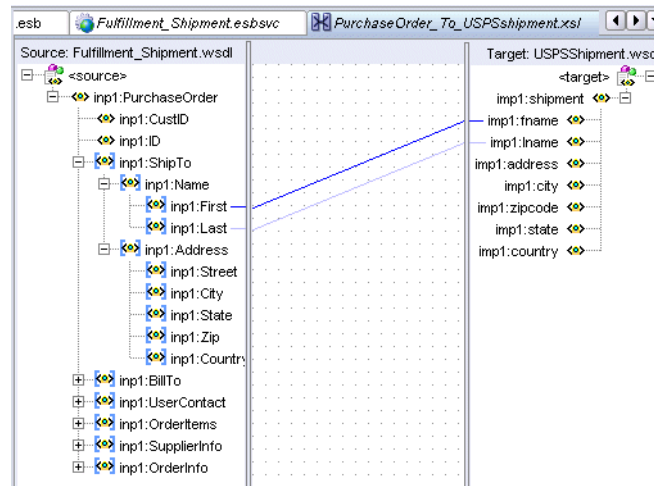 .esb
Fulfillment_Shipment.esbsvc
PurchaseOrder_To_USPSshipment.xsl
Source: Fulfillment_Shipment.wsdl
<source>
inp1:PurchaseOrder
inp1:CustID
inp1:ID
inp1:ShipTo
inp1:Name
inp1:First
inp1:Last
inp1:Address
inp1:Street
inp1:City
inp1:State
inp1:Zip
inp1:Country
inp1:BillTo
inp1:UserContact
inp1:OrderItems
inp1:SupplierInfo
inp1:OrderInfo
Target: USPSShipment.wsd
<target>
imp1:shipment
imp1:fname
imp1:lname
imp1:address
imp1:city
imp1:zipcode
imp1:state
imp1:country